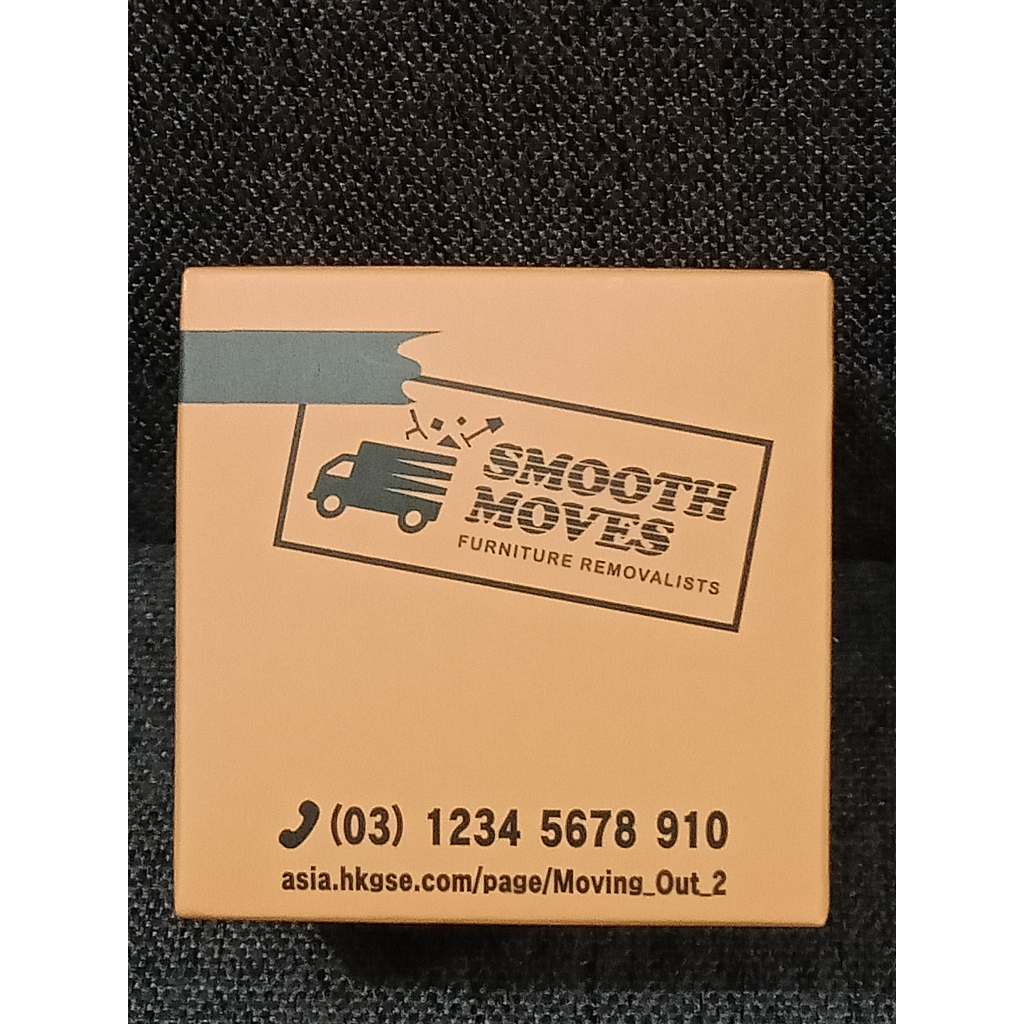 SMOOTH
MOVES
FURNITURE REMOVALISTS
(03) 1234 5678 910
asia.hkgse.com/page/Moving_Out_2